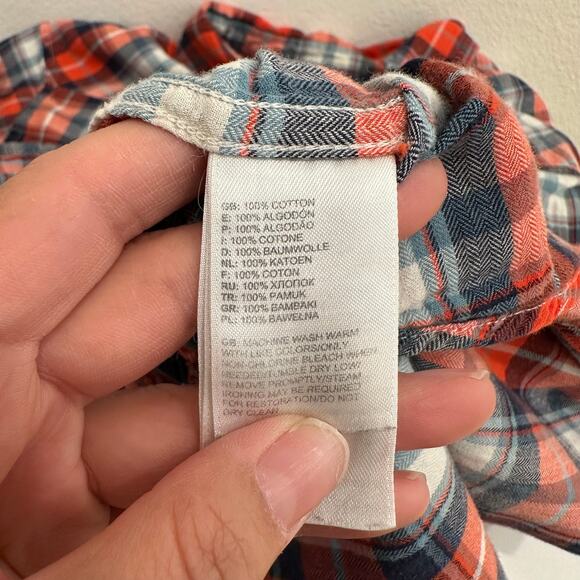 GB: 100% COTTON
E: 100% ALGODÓN
P: 100% ALGODÃO
I: 100% COTONE
D: 100% BAUMWOLLE
NL: 100% KATOEN
F: 100% COTON
RU: 100% ХЛОПОК
TR: 100% PAMUK
GR: 100% BAMBAKI
PL: 100% BAWEŁNA
GB: MACHINE WASH WARM
WITH LIKE COLORS/ONLY
NON-CHLORINE BLEACH WHEN
NEEDED/TUMBLE DRY LOW/
REMOVE PROMPTLY/STEAM
IRONING MAY BE REQUIRED
FOR RESTORATION/DO NOT
DRY CLEAN